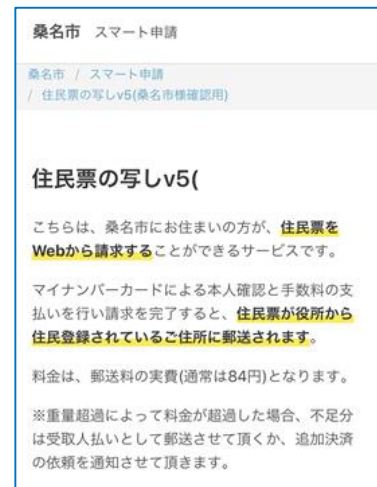 桑名市 スマート申請
桑名市 / スマート申請
/ 住民票の写しv5(桑名市様確認用)
住民票の写しv5(
こちらは、桑名市にお住まいの方が、住民票を
Webから請求することができるサービスです。
マイナンバーカードによる本人確認と手数料の支
払いを行い請求を完了すると、住民票が役所から
住民登録されているご住所に郵送されます。
料金は、郵送料の実費(通常は84円)となります。
※重量超過によって料金が超過した場合、不足分
は受取人払いとして郵送させて頂くか、追加決済
の依頼を通知させて頂きます。